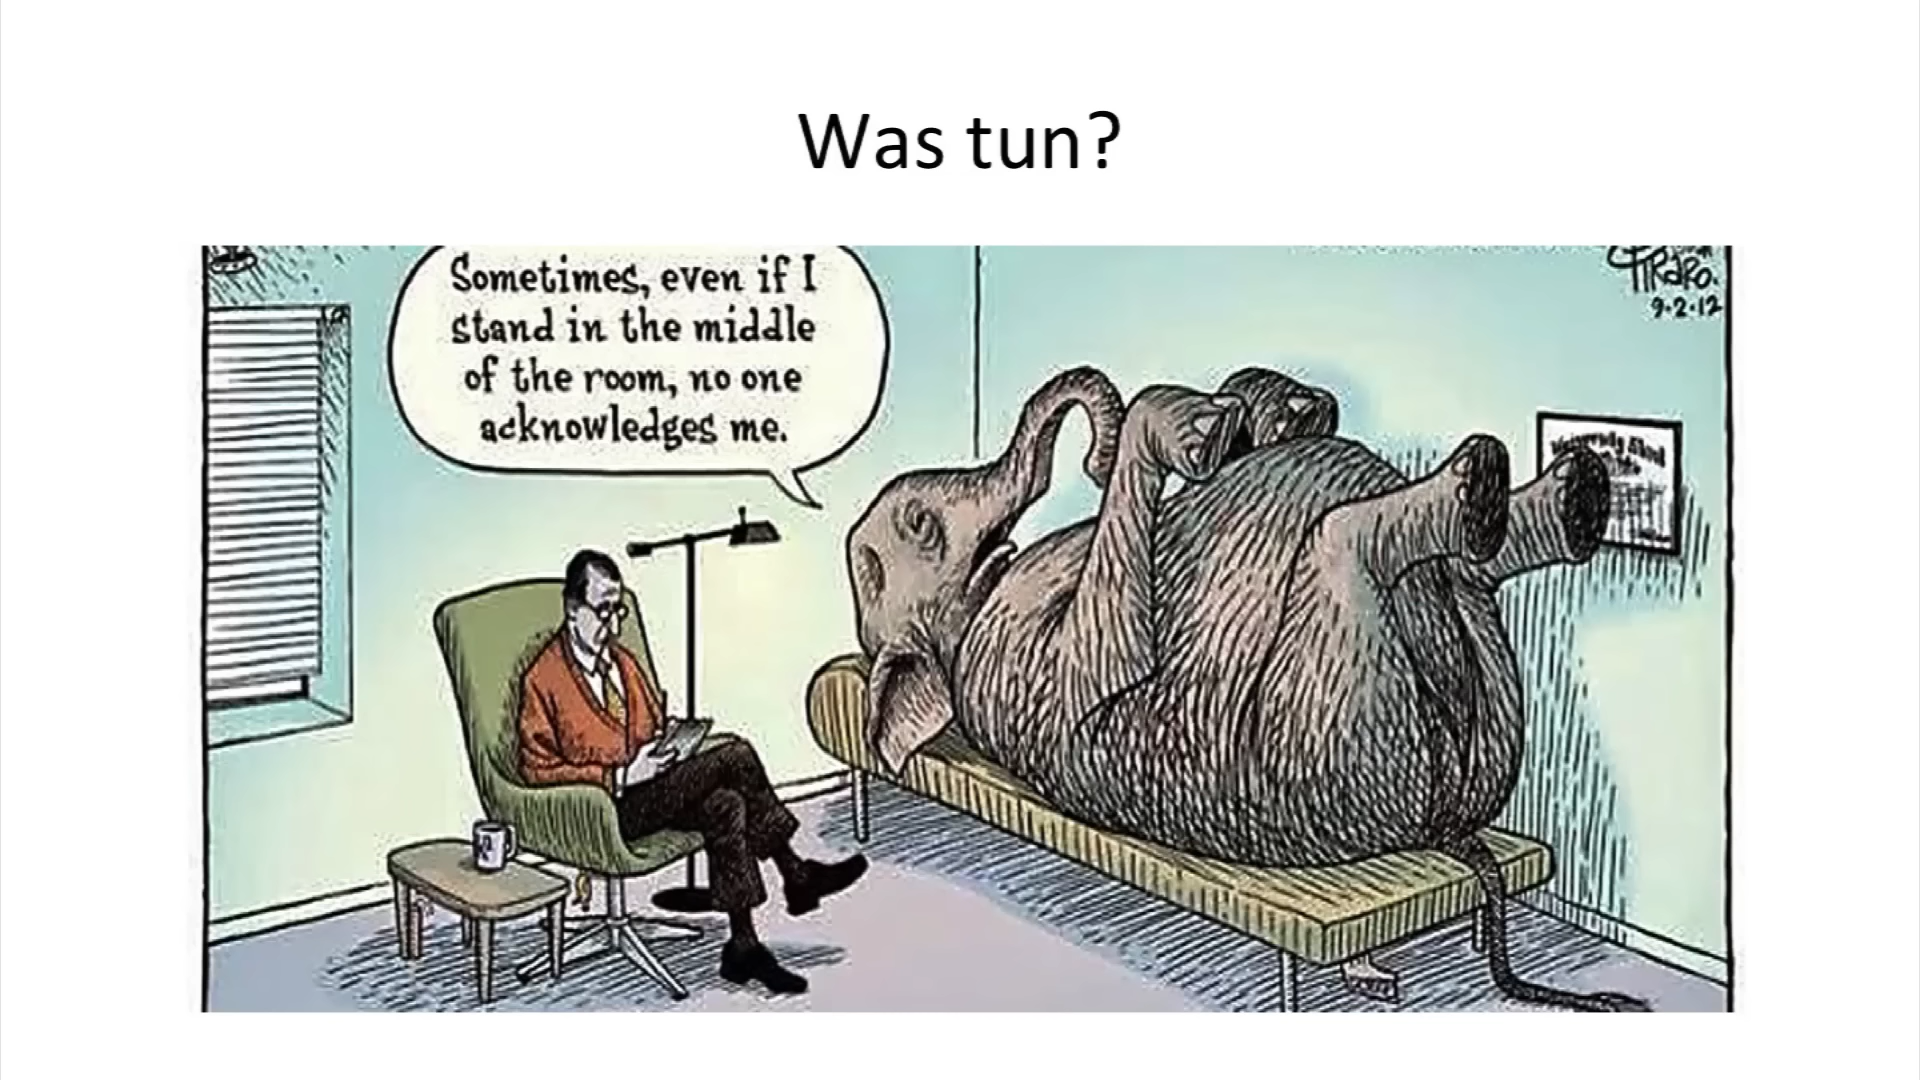 Was tun?
Sometimes, even if I
stand in the middle
of the room, no one
acknowledges me.
PIRARO.
9.2.12